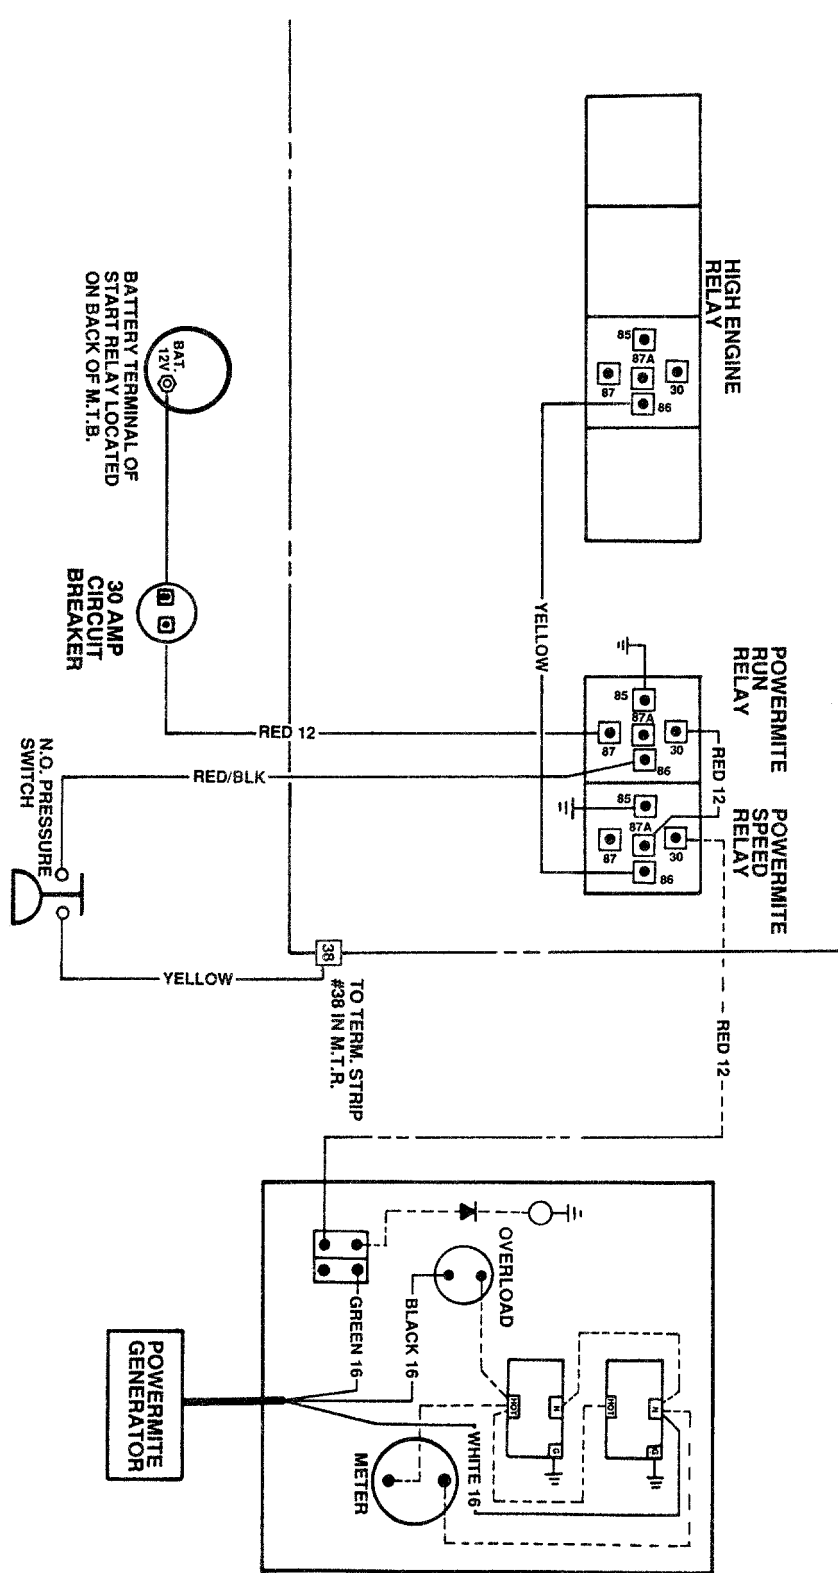 HIGH ENGINE
RELAY
85
87A
87
30
86
BATTERY TERMINAL OF
START RELAY LOCATED
ON BACK OF M.T.B.
BAT.
12V
30 AMP
CIRCUIT
BREAKER
YELLOW
POWERMITE
RUN
RELAY
85
87A
87
30
86
RED 12
RED 12
RED/BLK
POWERMITE
SPEED
RELAY
85
87A
87
30
86
N.O. PRESSURE
SWITCH
YELLOW
38
TO TERM. STRIP
#38 IN M.T.R.
RED 12
OVERLOAD
GREEN 16
BLACK 16
WHITE 16
HOT
N
G
HOT
N
G
METER
POWERMITE
GENERATOR